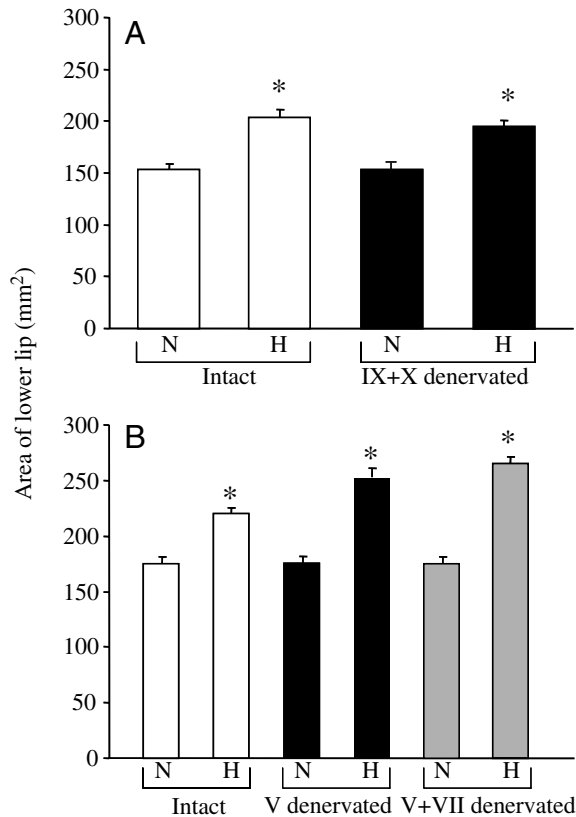 Area of lower lip (mm²)
A
300
250
200
150
100
50
0
*
*
N
H
N
H
Intact
IX+X denervated
B
300
250
200
150
100
50
0
*
*
*
N
H
N
H
N
H
Intact
V denervated
V+VII denervated